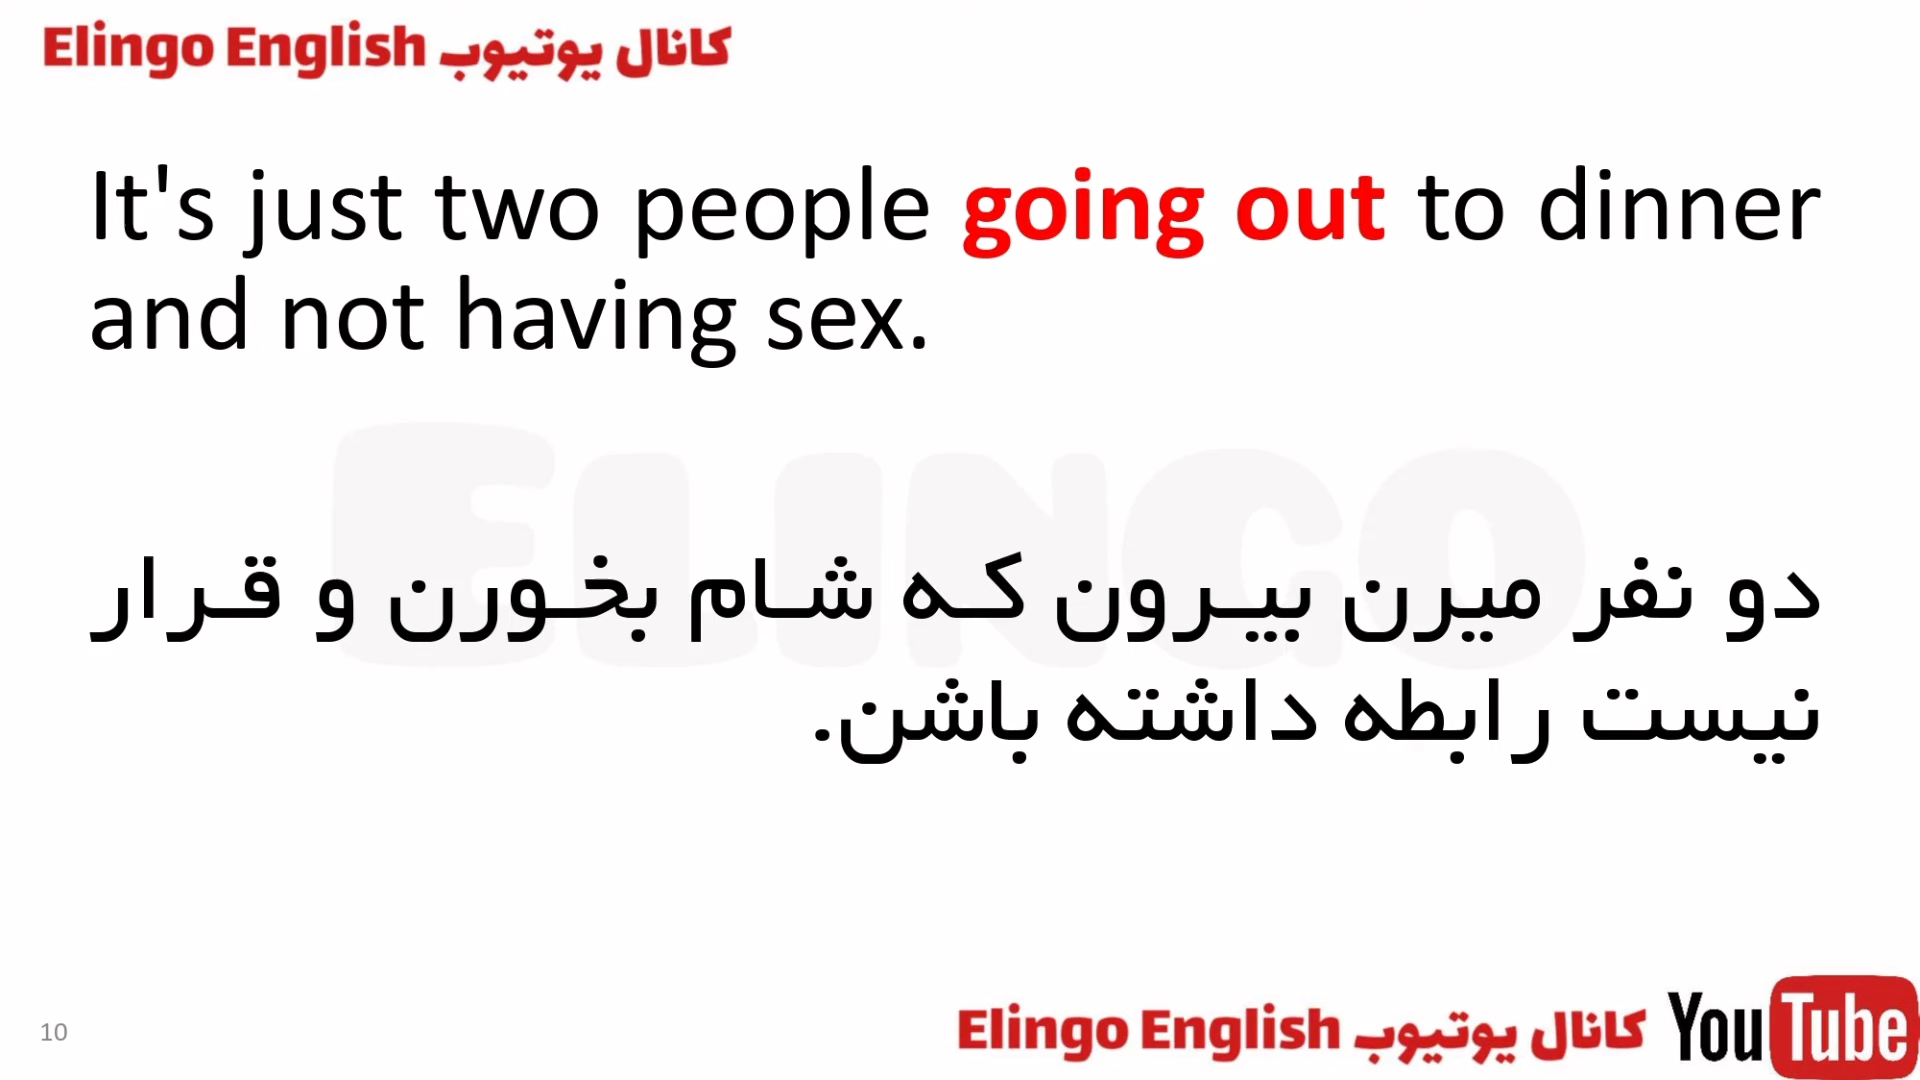 Elingo English کانال یوتیوب
It's just two people going out to dinner
and not having sex.
ELINGO
دو نفر میرن بیرون که شام بخورن و قرار
نیست رابطه داشته باشن.
10
Elingo English کانال یوتیوب YouTube